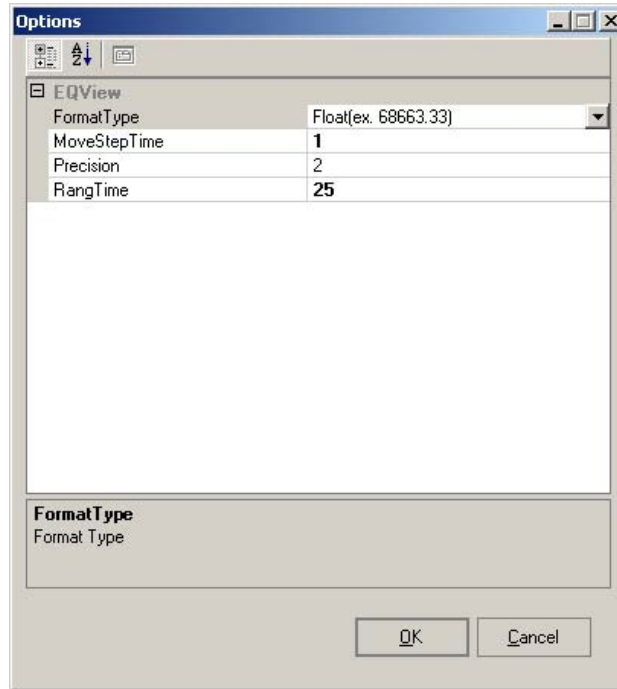 Options
EQView
FormatType Float(ex. 68663.33)
MoveStepTime 1
Precision 2
RangTime 25
FormatType
Format Type
OK Cancel